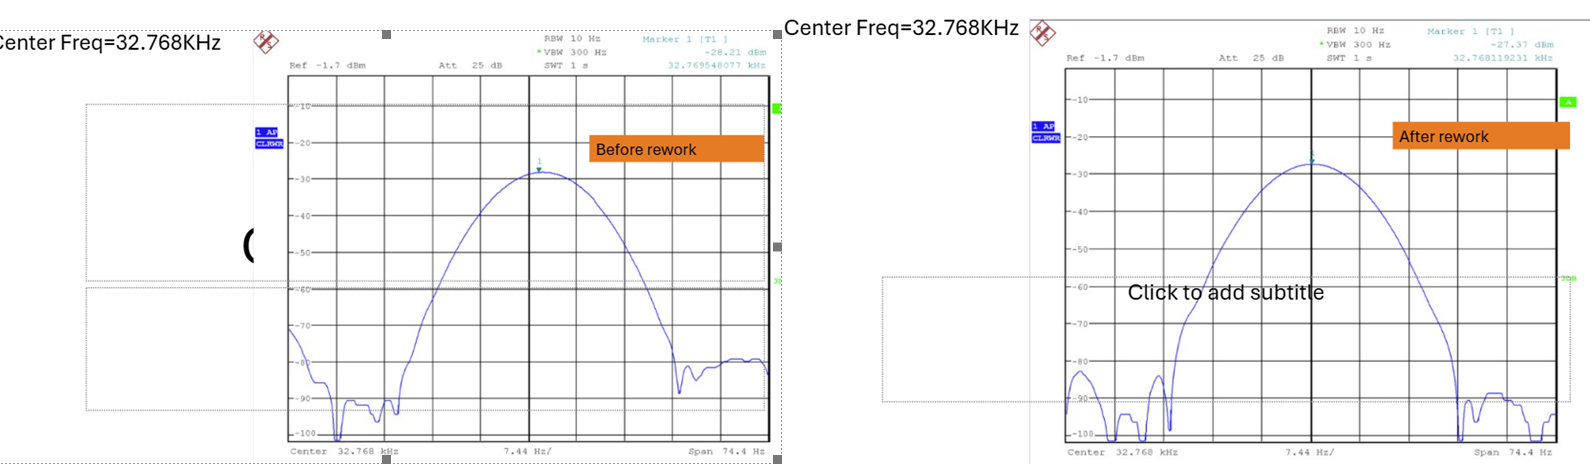 Center Freq=32.768KHz
RBW 10 Hz
Marker 1 [T1 ]
VBW 300 Hz
-28.21 dBm
Ref -1.7 dBm
Att 25 dB
SWT 1 s
32.769548077 kHz
-10
1 AP
CLRWR
-20
Before rework
1
-30
-40
-50
-60
-70
-80
-90
-100
Center 32.768 kHz
7.44 Hz/
Span 74.4 Hz
Center Freq=32.768KHz
RBW 10 Hz
Marker 1 [T1 ]
VBW 300 Hz
-27.37 dBm
Ref -1.7 dBm
Att 25 dB
SWT 1 s
32.768119231 kHz
-10
A
1 AP
CLRWR
-20
After rework
1
-30
-40
-50
-60
Click to add subtitle
-70
-80
-90
-100
Center 32.768 kHz
7.44 Hz/
Span 74.4 Hz